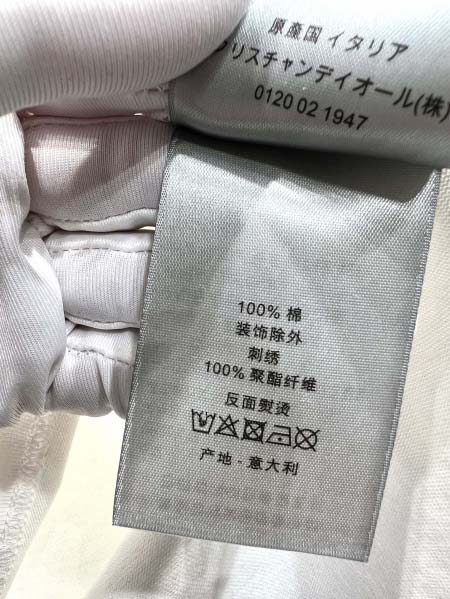 原産国 イタリア
クリスチャンディオール(株)
0120 02 1947
100% 棉
装饰除外
刺绣
100% 聚酯纤维
反面熨烫
产地 - 意大利